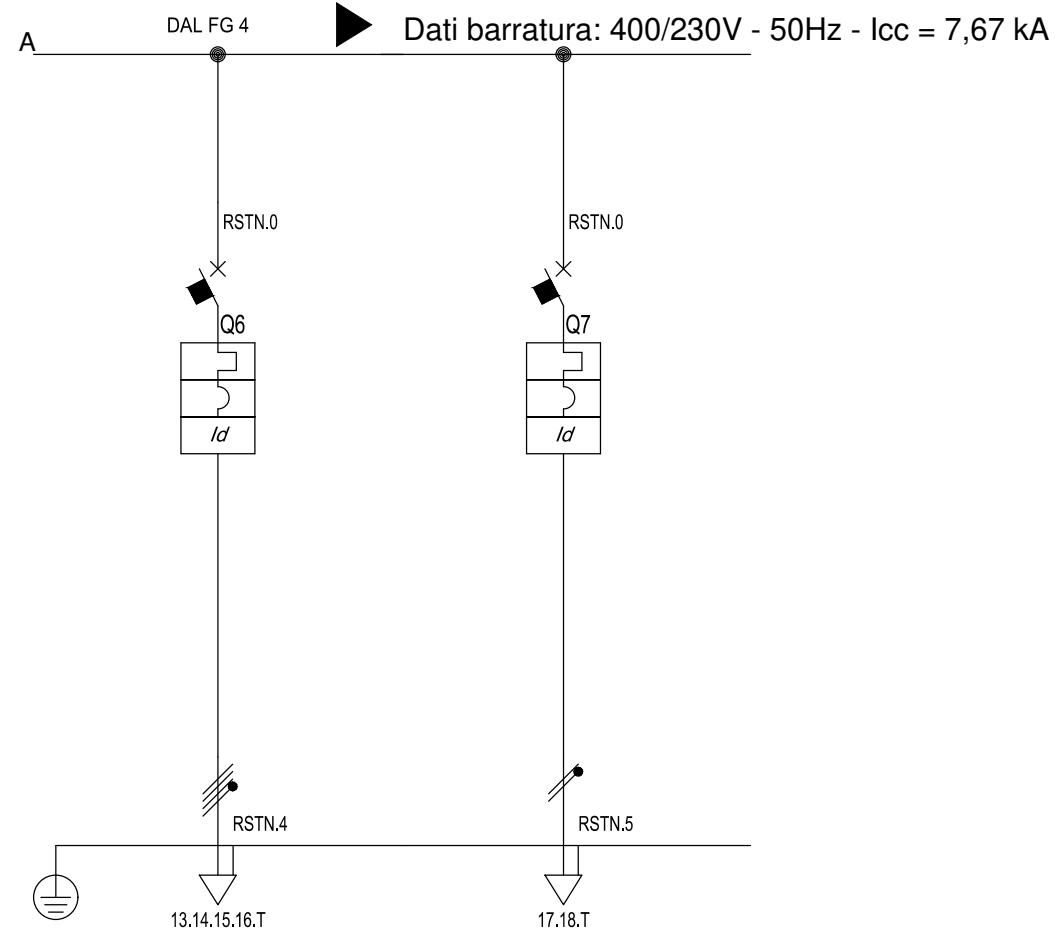 DAL FG 4
Dati barratura: 400/230V - 50Hz - Icc = 7,67 kA
A
RSTN.0
RSTN.0
Q6
Q7
Id
Id
RSTN.4
RSTN.5
13.14.15.16.T
17.18.T